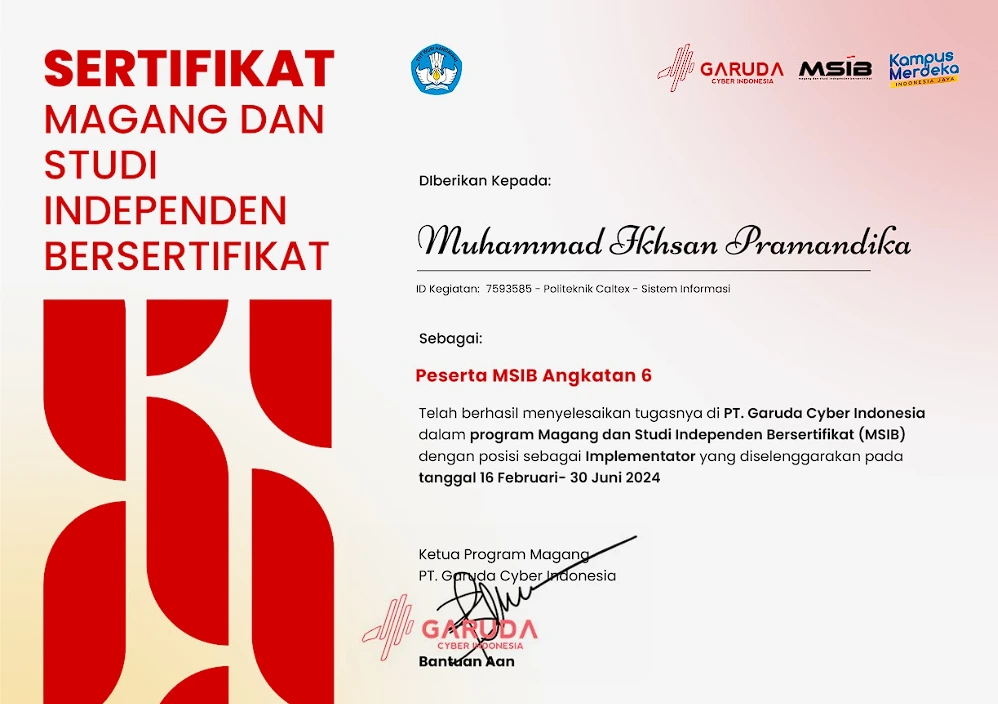 SERTIFIKAT
MAGANG DAN
STUDI
INDEPENDEN
BERSERTIFIKAT
GARUDA
CYBER INDONESIA
MSIB
Kampus
Merdeka
INDONESIA JAYA
DIberikan Kepada:
Muhammad Ikhsan Pramandika
ID Kegiatan: 7593585 - Politeknik Caltex - Sistem Informasi
Sebagai:
Peserta MSIB Angkatan 6
Telah berhasil menyelesaikan tugasnya di PT. Garuda Cyber Indonesia
dalam program Magang dan Studi Independen Bersertifikat (MSIB)
dengan posisi sebagai Implementator yang diselenggarakan pada
tanggal 16 Februari- 30 Juni 2024
Ketua Program Magang
PT. Garuda Cyber Indonesia
GARUDA
CYBER INDONESIA
Bantuan Aan